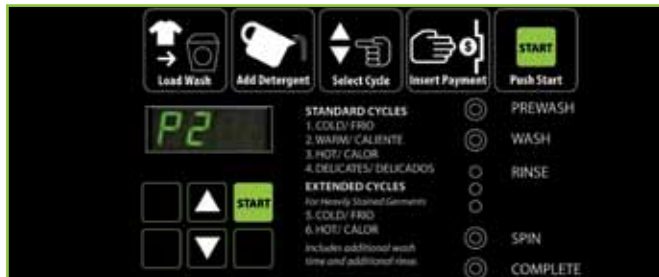 Load Wash
Add Detergent
Select Cycle
Insert Payment
$
START
Push Start
P2
START
STANDARD CYCLES
1. COLD/ FRIO
2. WARM/ CALIENTE
3. HOT/ CALOR
4. DELICATES/ DELICADOS
EXTENDED CYCLES
For Heavily Stained Garments
5. COLD/ FRIO
6. HOT/ CALOR
Includes additional wash
time and additional rinse.
PREWASH
WASH
RINSE
SPIN
COMPLETE